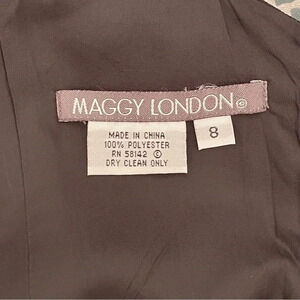 MAGGY LONDON©
8
MADE IN CHINA
100% POLYESTER
RN 58142 ©
DRY CLEAN ONLY